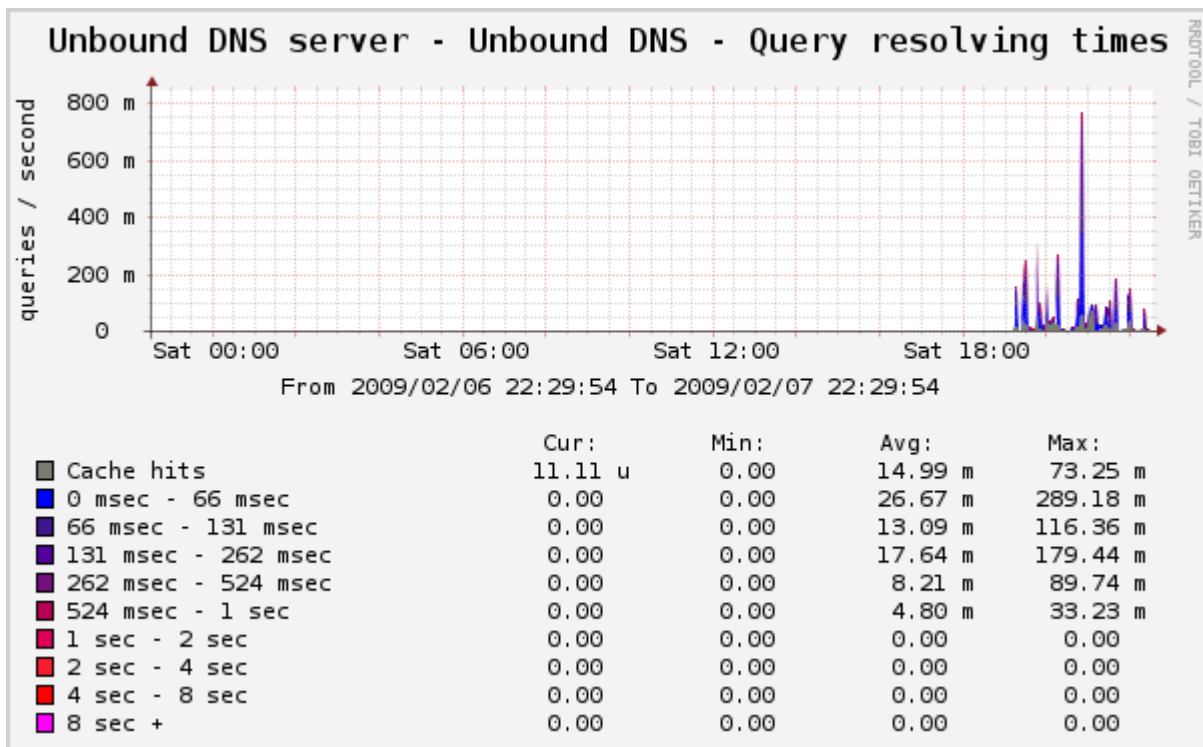 Unbound DNS server - Unbound DNS - Query resolving times
RRDTOOL / TOBI OETIKER
queries / second
800 m
600 m
400 m
200 m
0
Sat 00:00 Sat 06:00 Sat 12:00 Sat 18:00
From 2009/02/06 22:29:54 To 2009/02/07 22:29:54
Cur: Min: Avg: Max:
Cache hits 11.11 u 0.00 14.99 m 73.25 m
0 msec - 66 msec 0.00 0.00 26.67 m 289.18 m
66 msec - 131 msec 0.00 0.00 13.09 m 116.36 m
131 msec - 262 msec 0.00 0.00 17.64 m 179.44 m
262 msec - 524 msec 0.00 0.00 8.21 m 89.74 m
524 msec - 1 sec 0.00 0.00 4.80 m 33.23 m
1 sec - 2 sec 0.00 0.00 0.00 0.00
2 sec - 4 sec 0.00 0.00 0.00 0.00
4 sec - 8 sec 0.00 0.00 0.00 0.00
8 sec + 0.00 0.00 0.00 0.00